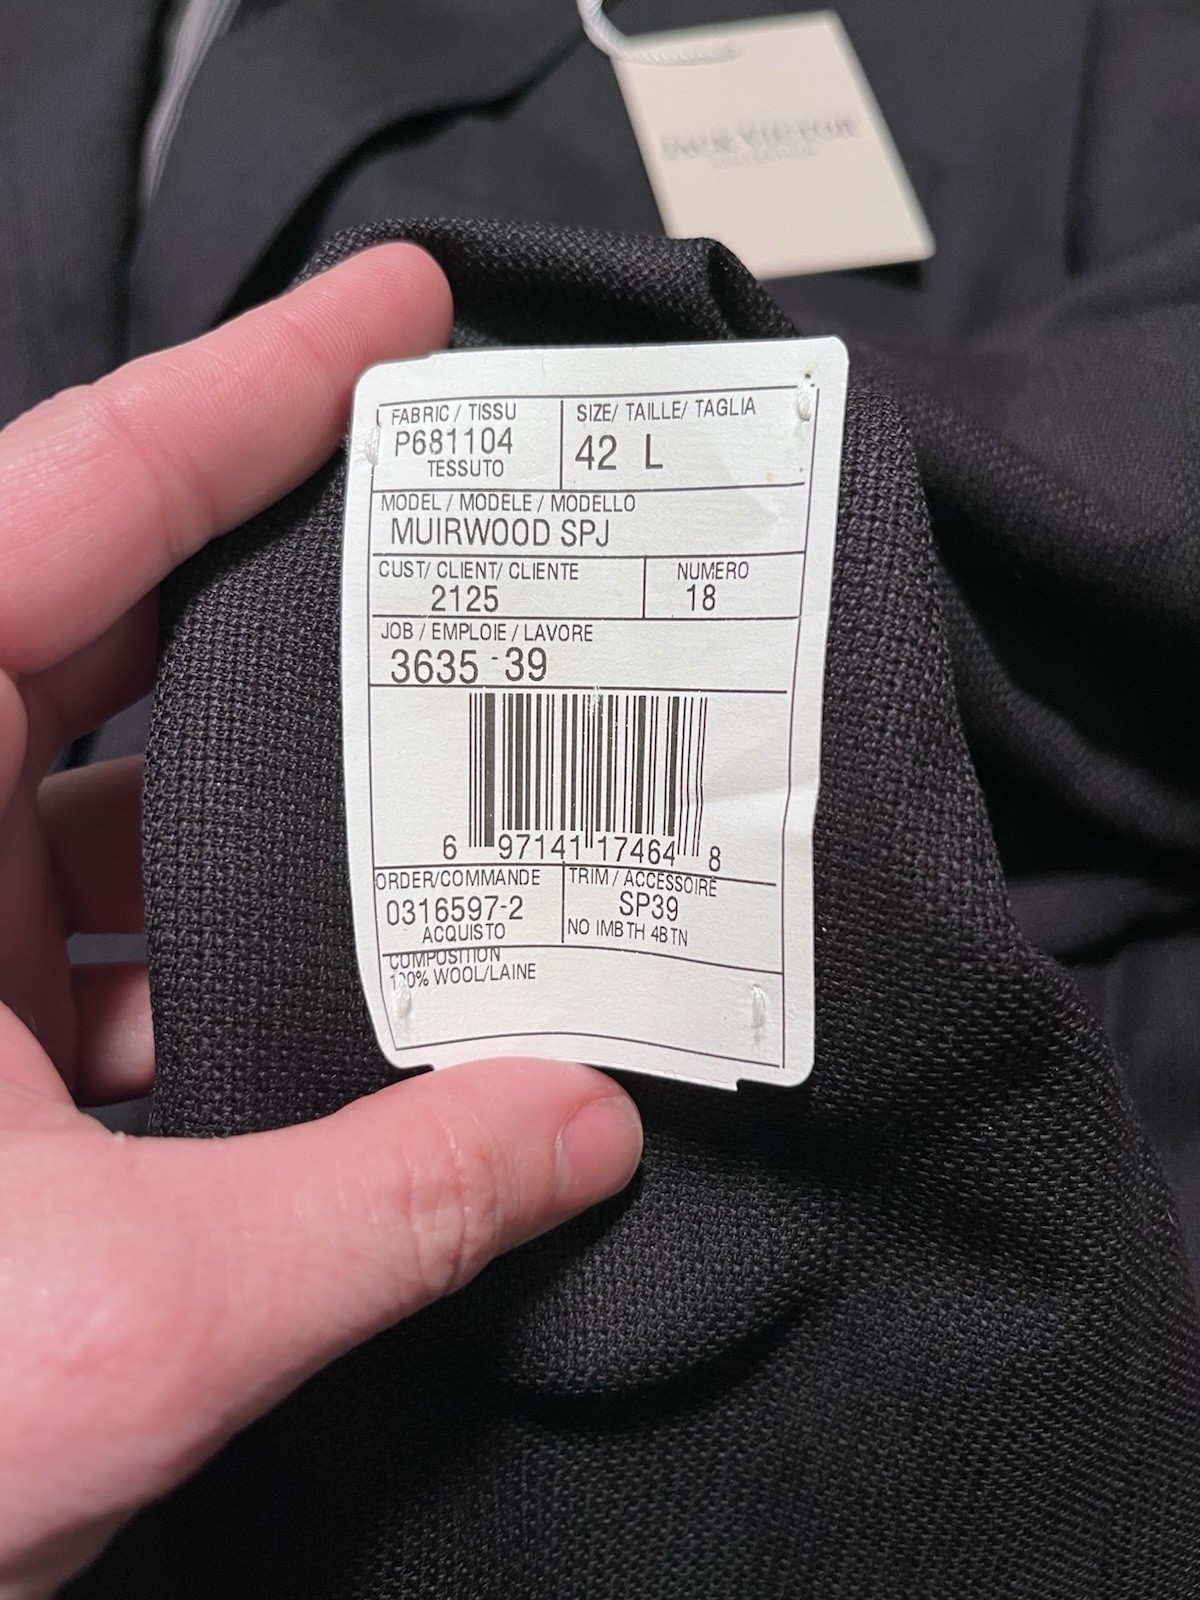 JACK VICTOR
FABRIC / TISSU
P681104
TESSUTO
SIZE/ TAILLE/ TAGLIA
42 L
MODEL / MODELE / MODELLO
MUIRWOOD SPJ
CUST/ CLIENT/ CLIENTE
2125
NUMERO
18
JOB / EMPLOIE / LAVORE
3635 -39
6 97141 17464 8
ORDER/COMMANDE
0316597-2
ACQUISTO
TRIM / ACCESSOIRE
SP39
NO IMBTH 4BTN
COMPOSITION
100% WOOL/LAINE